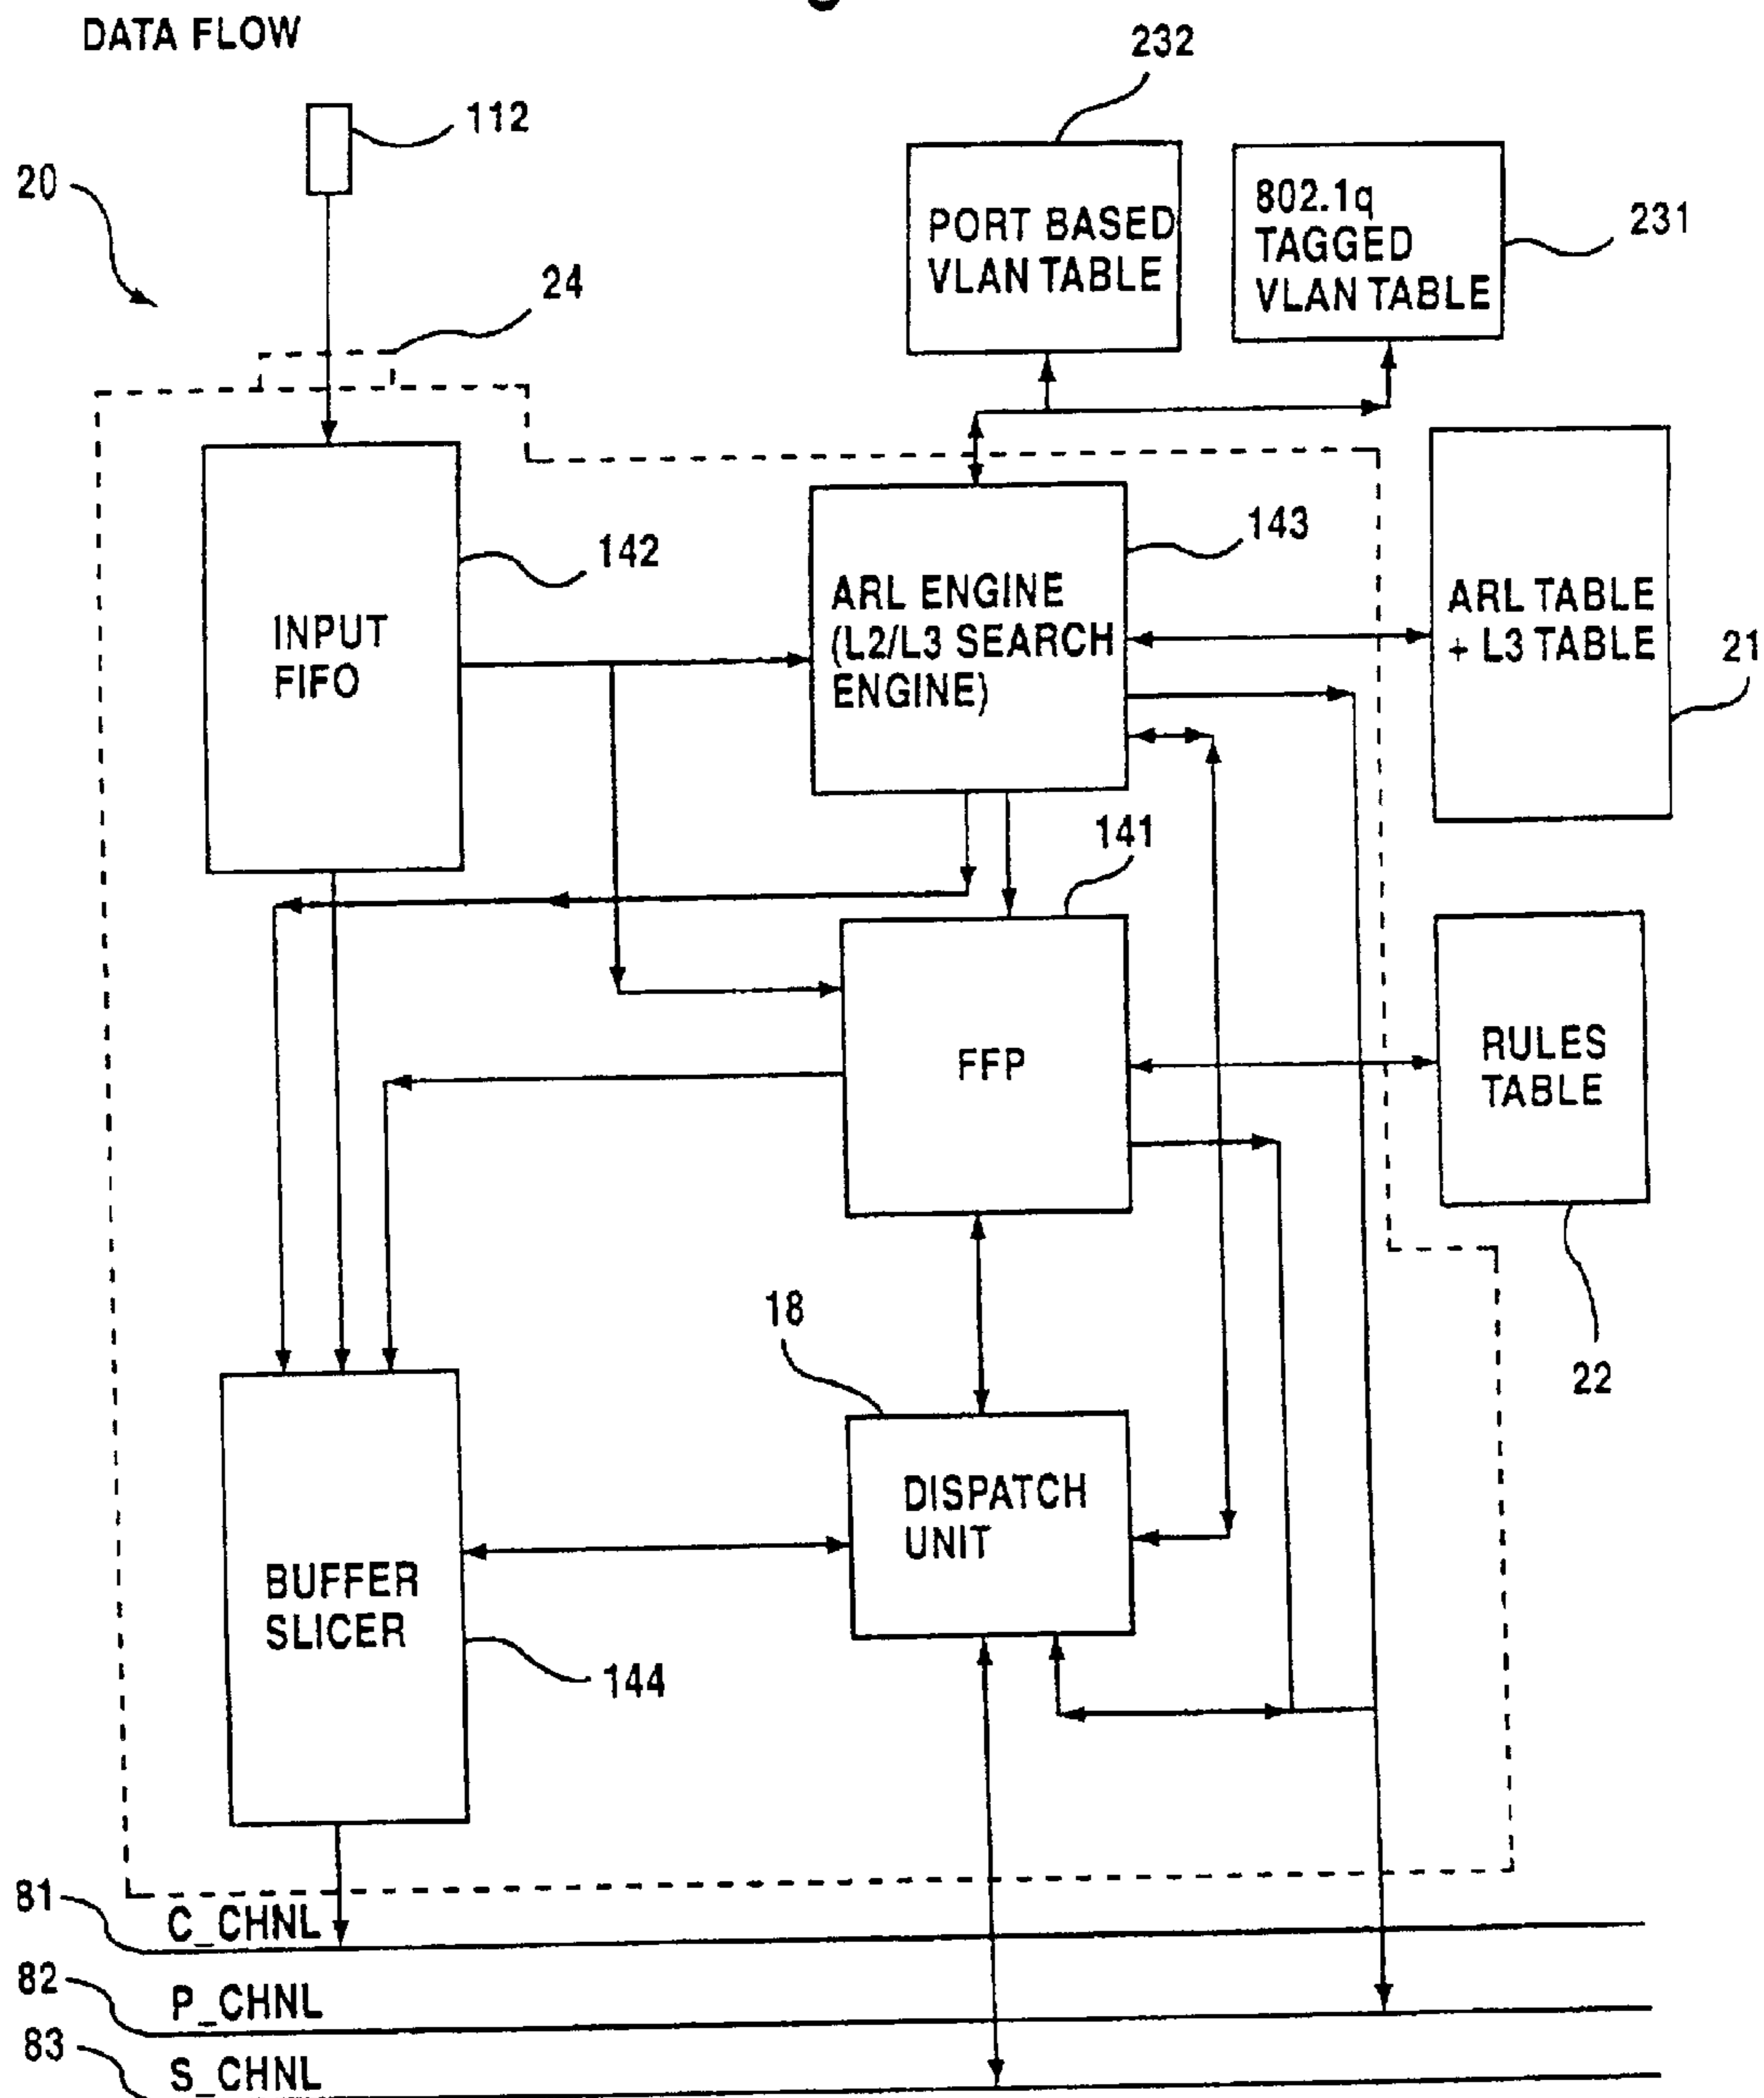 DATA FLOW
232
112
20
PORT BASED
VLAN TABLE
802.1q
TAGGED
VLAN TABLE
231
24
142
143
INPUT
FIFO
ARL ENGINE
(L2/L3 SEARCH
ENGINE)
ARL TABLE
+ L3 TABLE
21
141
FFP
RULES
TABLE
18
22
DISPATCH
UNIT
BUFFER
SLICER
144
81
C_CHNL
82
P_CHNL
83
S_CHNL